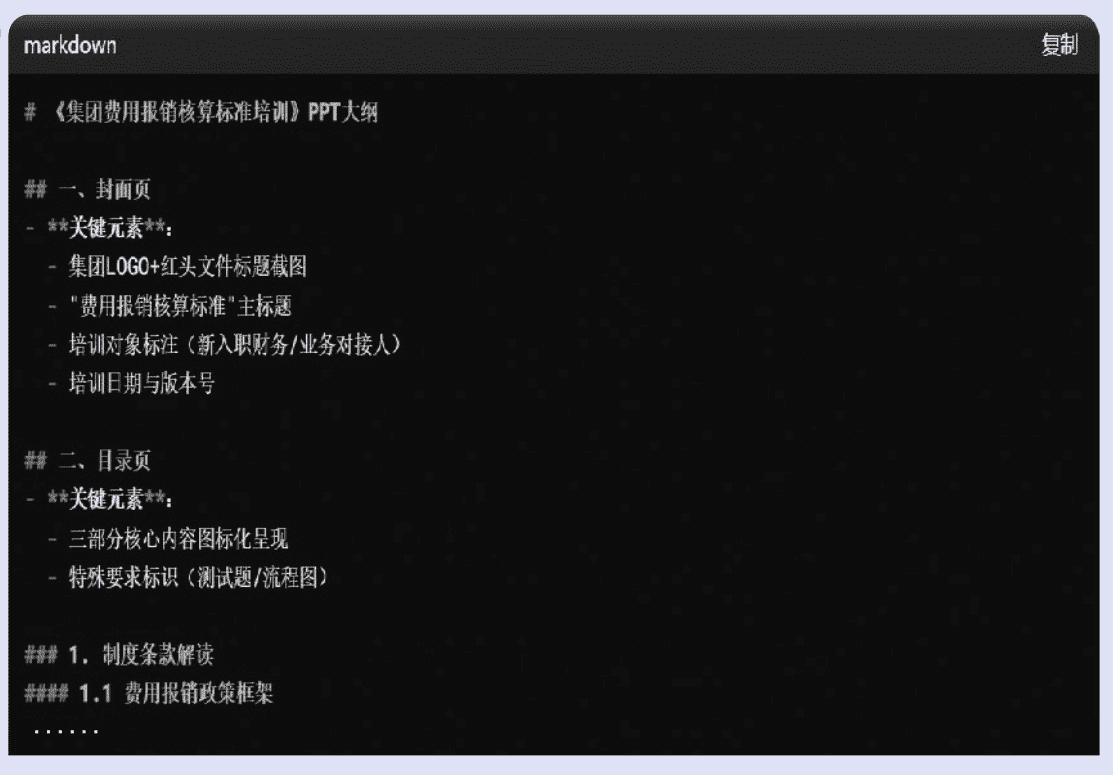 markdown
复制
# 《集团费用报销核算标准培训》PPT大纲
## 一、封面页
- **关键元素**:
- 集团LOGO+红头文件标题截图
- "费用报销核算标准"主标题
- 培训对象标注（新入职财务/业务对接人）
- 培训日期与版本号
## 二、目录页
- **关键元素**:
- 三部分核心内容图标化呈现
- 特殊要求标识（测试题/流程图）
### 1. 制度条款解读
#### 1.1 费用报销政策框架
......